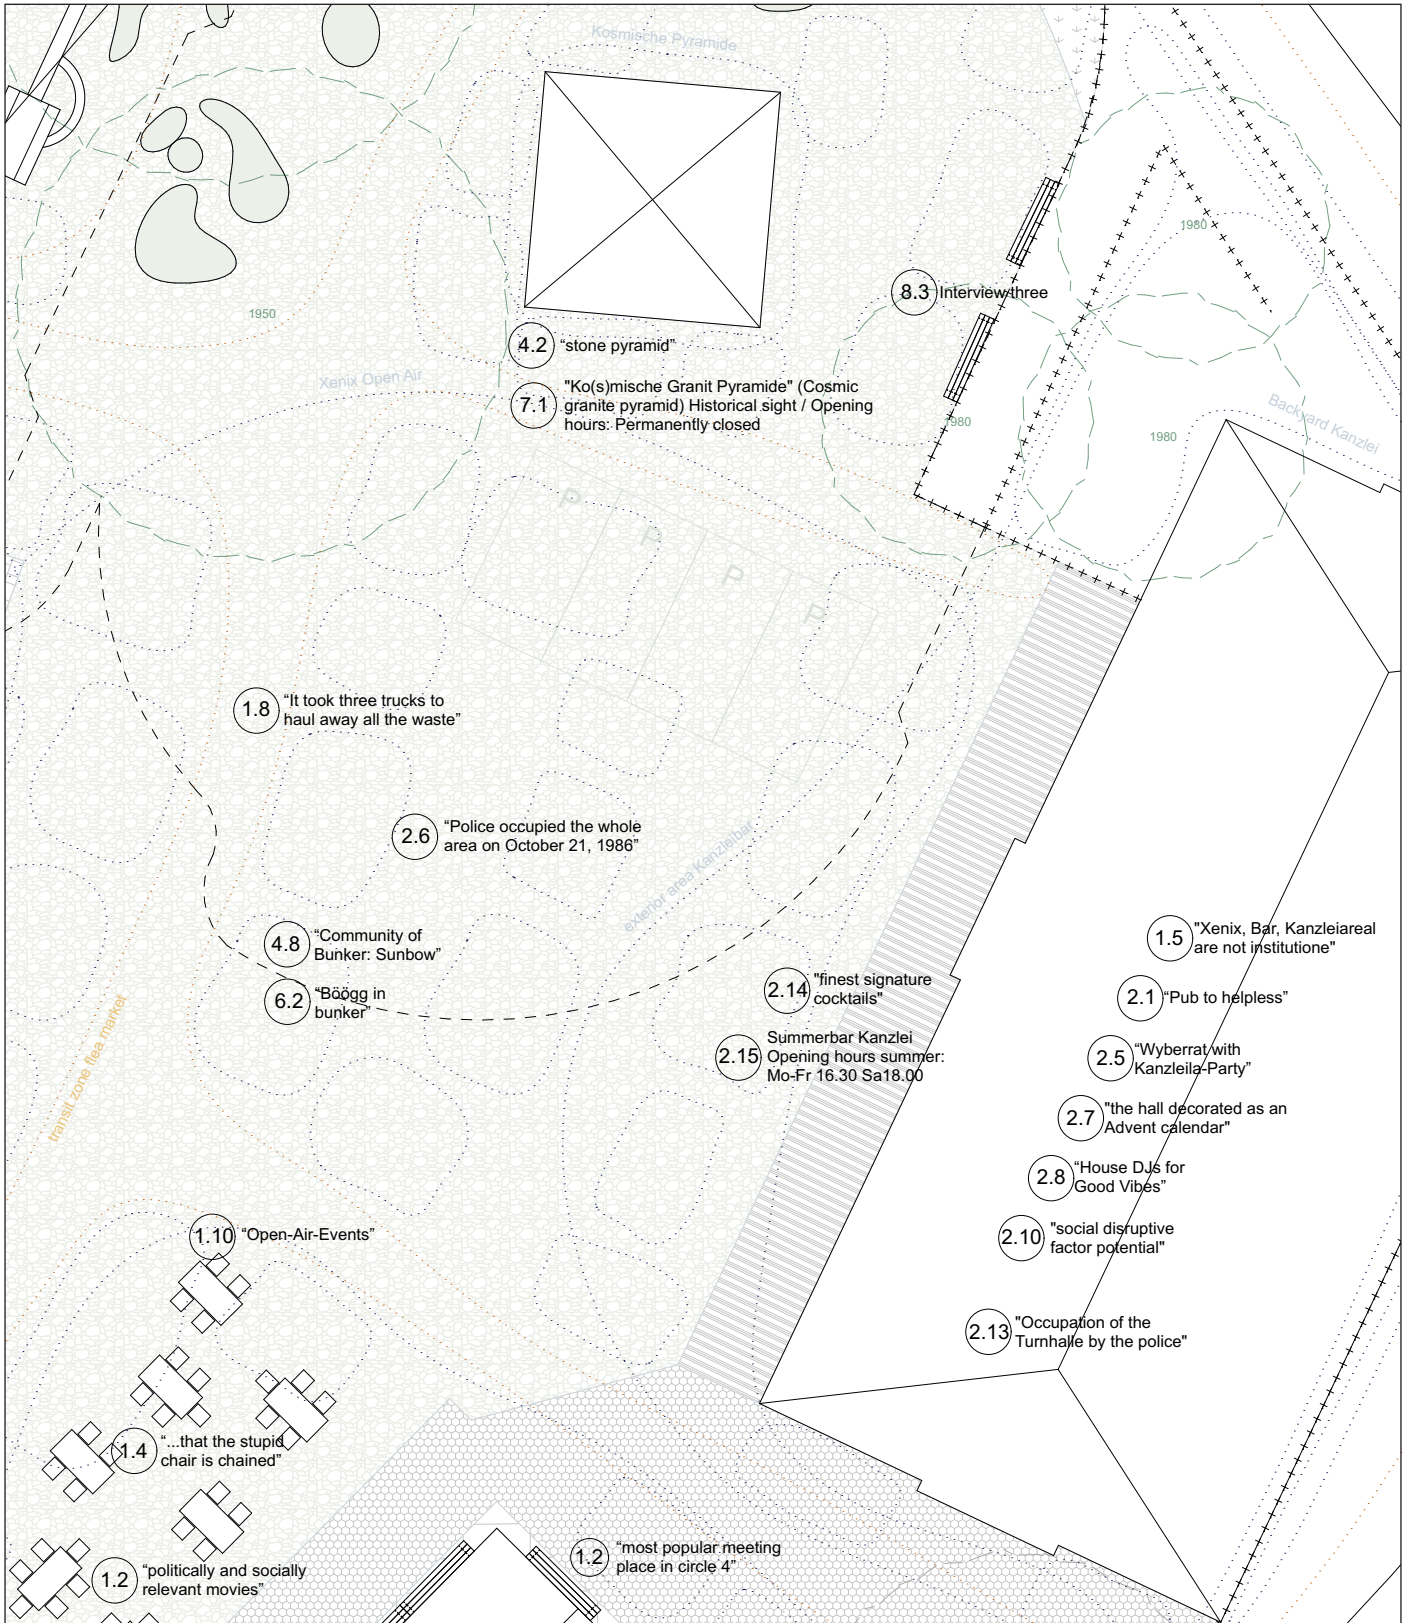 Kosmische Pyramide
1980
8.3 Interview three
1950
4.2 “stone pyramid”
Xenix Open Air
7.1 "Ko(s)mische Granit Pyramide" (Cosmic
granite pyramid) Historical sight / Opening
hours: Permanently closed
Backyard Kanzlei
1980
1980
P
P
P
P
1.8 “It took three trucks to
haul away all the waste”
2.6 “Police occupied the whole
area on October 21, 1986”
exterior area Kanzleibar
4.8 “Community of
Bunker: Sunbow”
1.5 "Xenix, Bar, Kanzleiareal
are not institutione"
6.2 “Böögg in
bunker”
2.14 "finest signature
cocktails"
2.1 “Pub to helpless”
2.15 Summerbar Kanzlei
Opening hours summer:
Mo-Fr 16.30 Sa18.00
2.5 “Wyberrat with
Kanzleila-Party”
transit zone flea market
2.7 "the hall decorated as an
Advent calendar"
2.8 “House DJs for
Good Vibes”
1.10 “Open-Air-Events”
2.10 "social disruptive
factor potential"
2.13 "Occupation of the
Turnhalle by the police"
1.4 “...that the stupid
chair is chained”
1.2 “politically and socially
relevant movies”
1.2 “most popular meeting
place in circle 4”